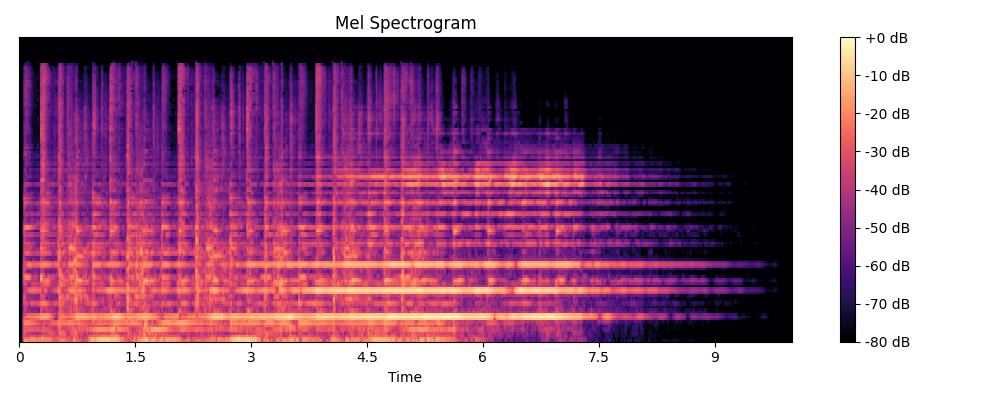 Mel Spectrogram
+0 dB
-10 dB
-20 dB
-30 dB
-40 dB
-50 dB
-60 dB
-70 dB
-80 dB
0 1.5 3 4.5 6 7.5 9
Time